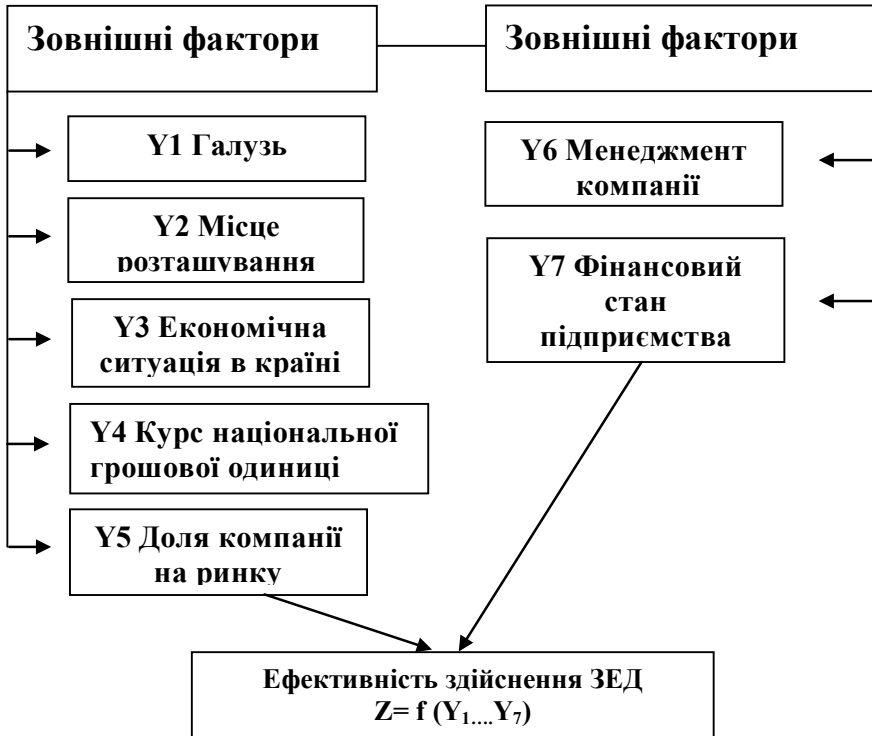 Зовнішні фактори
Зовнішні фактори
Y1 Галузь
Y2 Місце
розташування
Y3 Економічна
ситуація в країні
Y4 Курс національної
грошової одиниці
Y5 Доля компанії
на ринку
Y6 Менеджмент
компанії
Y7 Фінансовий
стан
підприємства
Ефективність здійснення ЗЕД
Z= f (Y1....Y7)